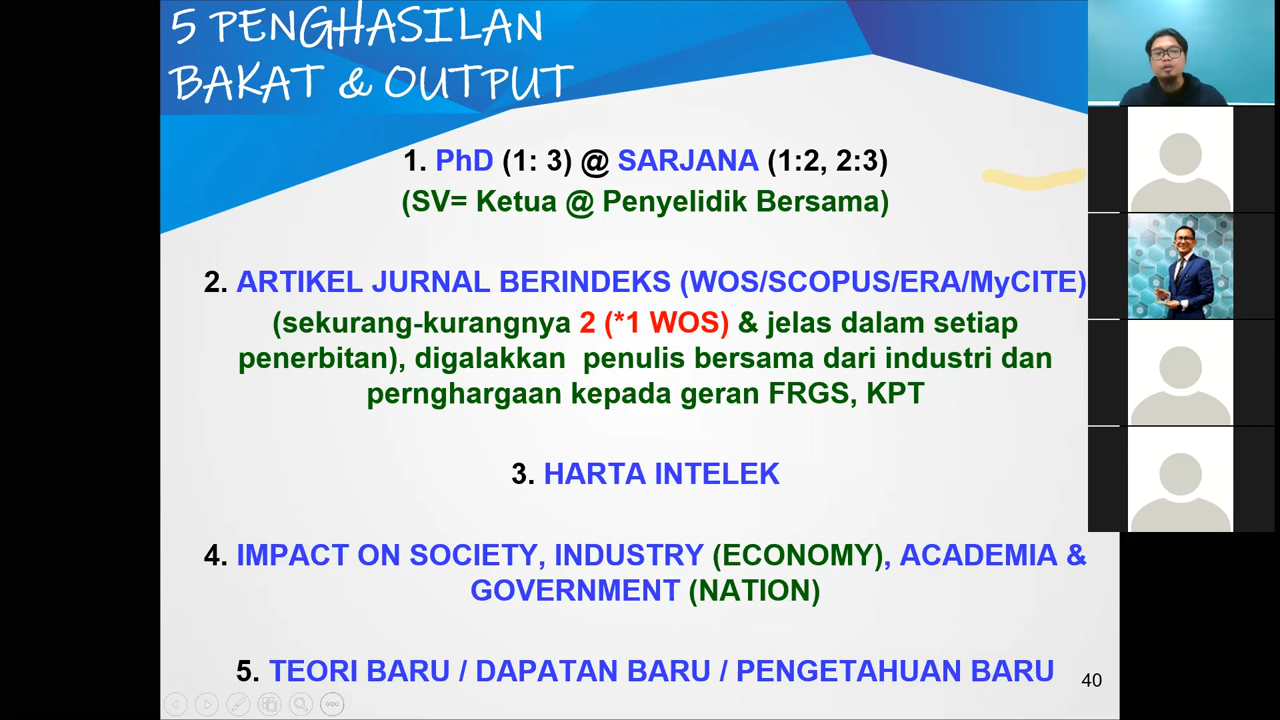 5 PENGHASILAN
BAKAT & OUTPUT
1. PhD (1: 3) @ SARJANA (1:2, 2:3)
(SV= Ketua @ Penyelidik Bersama)
2. ARTIKEL JURNAL BERINDEKS (WOS/SCOPUS/ERA/MyCITE)
(sekurang-kurangnya 2 (*1 WOS) & jelas dalam setiap
penerbitan), digalakkan penulis bersama dari industri dan
pernghargaan kepada geran FRGS, KPT
3. HARTA INTELEK
4. IMPACT ON SOCIETY, INDUSTRY (ECONOMY), ACADEMIA &
GOVERNMENT (NATION)
5. TEORI BARU / DAPATAN BARU / PENGETAHUAN BARU
40